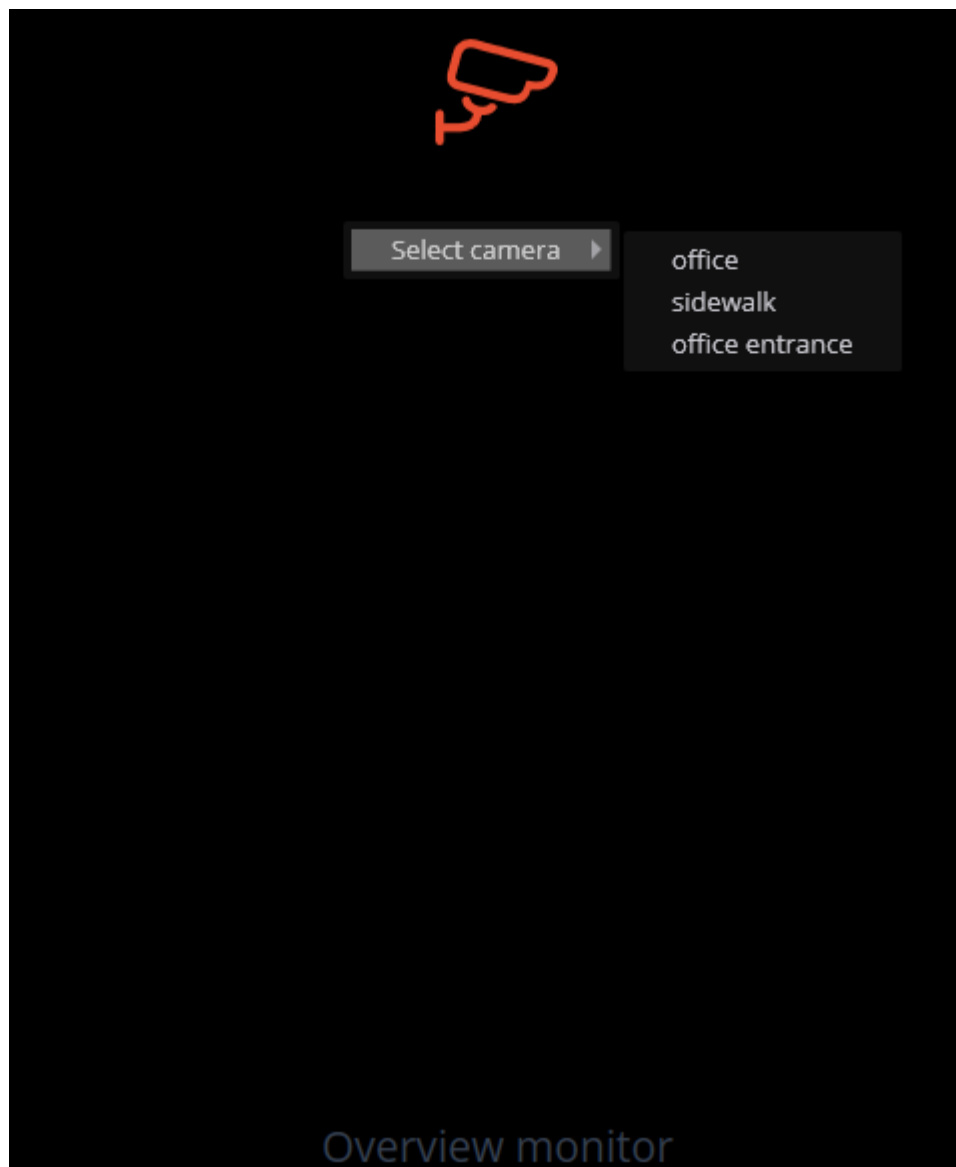 Select camera
office
sidewalk
office entrance
Overview monitor